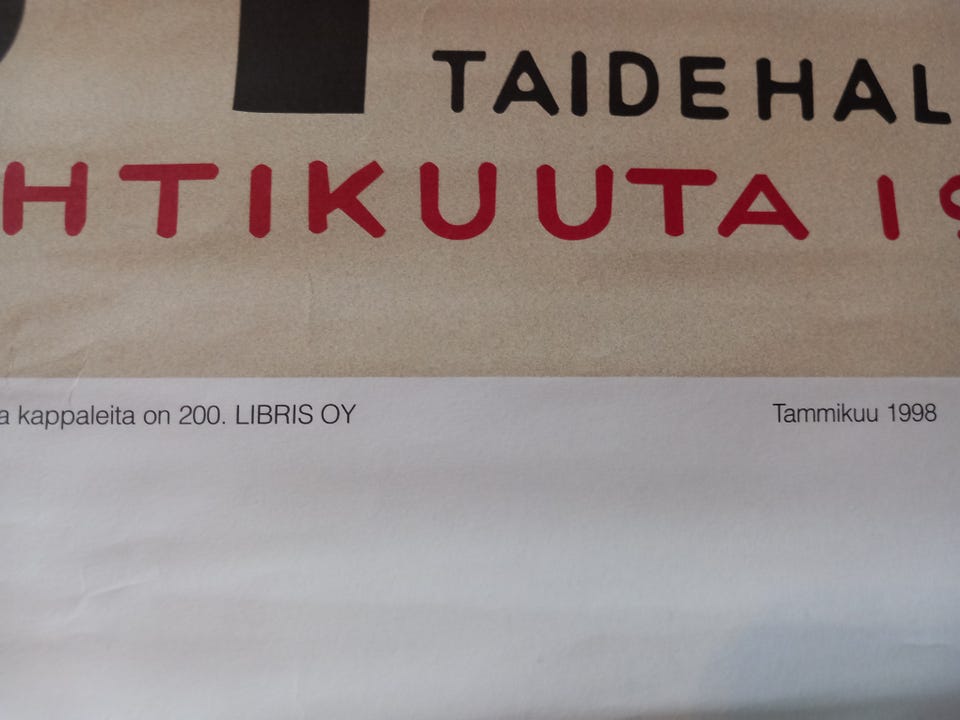 TAIDEHAL
HTIKUUTA 19
a kappaleita on 200. LIBRIS OY Tammikuu 1998